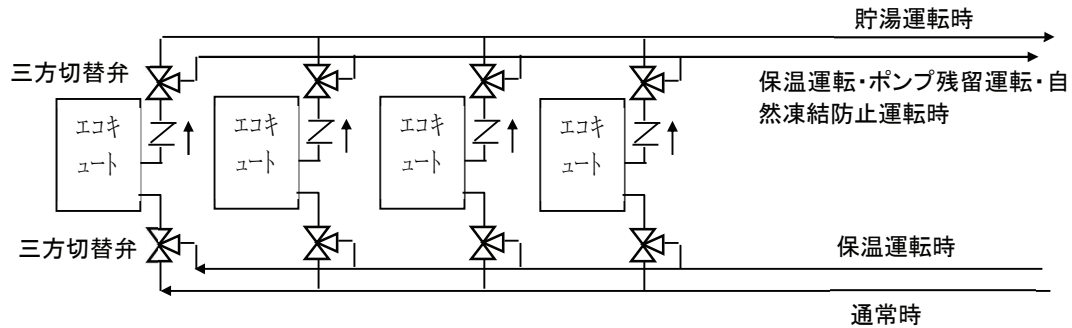 貯湯運転時
三方切替弁
保温運転・ポンプ残留運転・自
然凍結防止運転時
エコキ
ュート
エコキ
ュート
エコキ
ュート
エコキ
ュート
三方切替弁
保温運転時
通常時